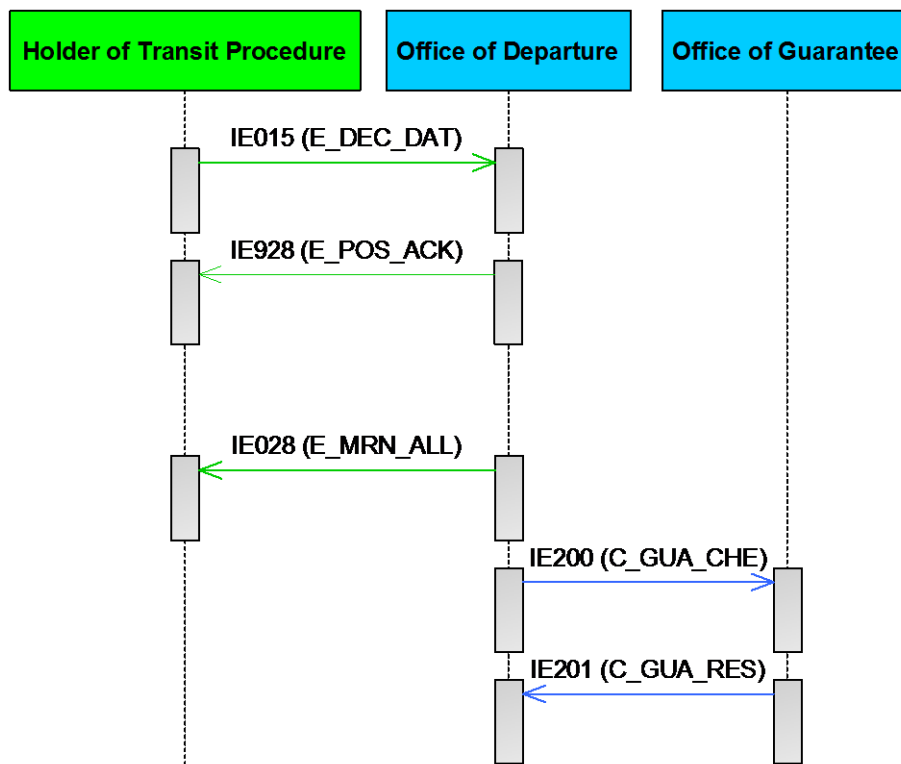 Holder of Transit Procedure
Office of Departure
Office of Guarantee
IE015 (E_DEC_DAT)
IE928 (E_POS_ACK)
IE028 (E_MRN_ALL)
IE200 (C_GUA_CHE)
IE201 (C_GUA_RES)